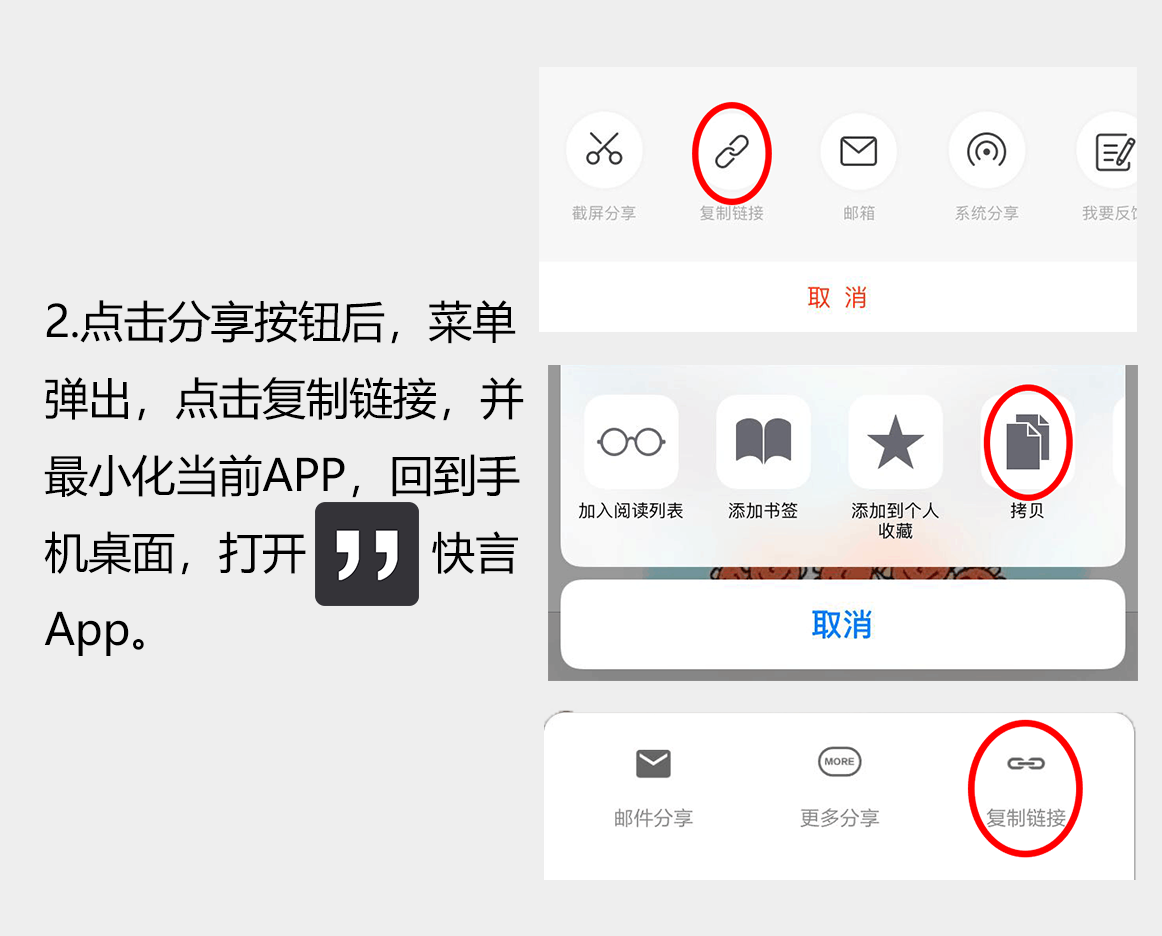 2.点击分享按钮后，菜单
弹出，点击复制链接，并
最小化当前APP，回到手
机桌面，打开 快言
App。
截屏分享 复制链接 邮箱 系统分享 我要反馈
取 消
加入阅读列表 添加书签 添加到个人 拷贝
收藏
取消
MORE
邮件分享 更多分享 复制链接